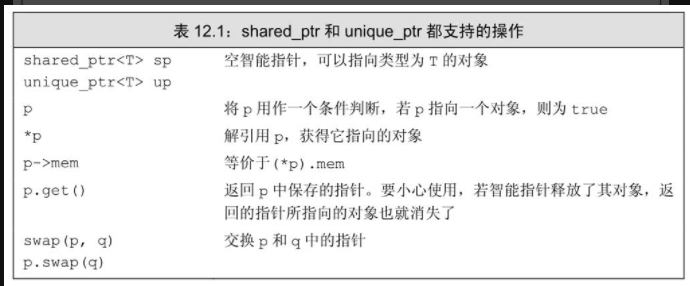 表 12.1：shared_ptr 和 unique_ptr 都支持的操作
shared_ptr<T> sp 空智能指针，可以指向类型为 T 的对象
unique_ptr<T> up
p 将 p 用作一个条件判断，若 p 指向一个对象，则为 true
*p 解引用 p，获得它指向的对象
p->mem 等价于(*p).mem
p.get() 返回 p 中保存的指针。要小心使用，若智能指针释放了其对象，返
回的指针所指向的对象也就消失了
swap(p, q) 交换 p 和 q 中的指针
p.swap(q)